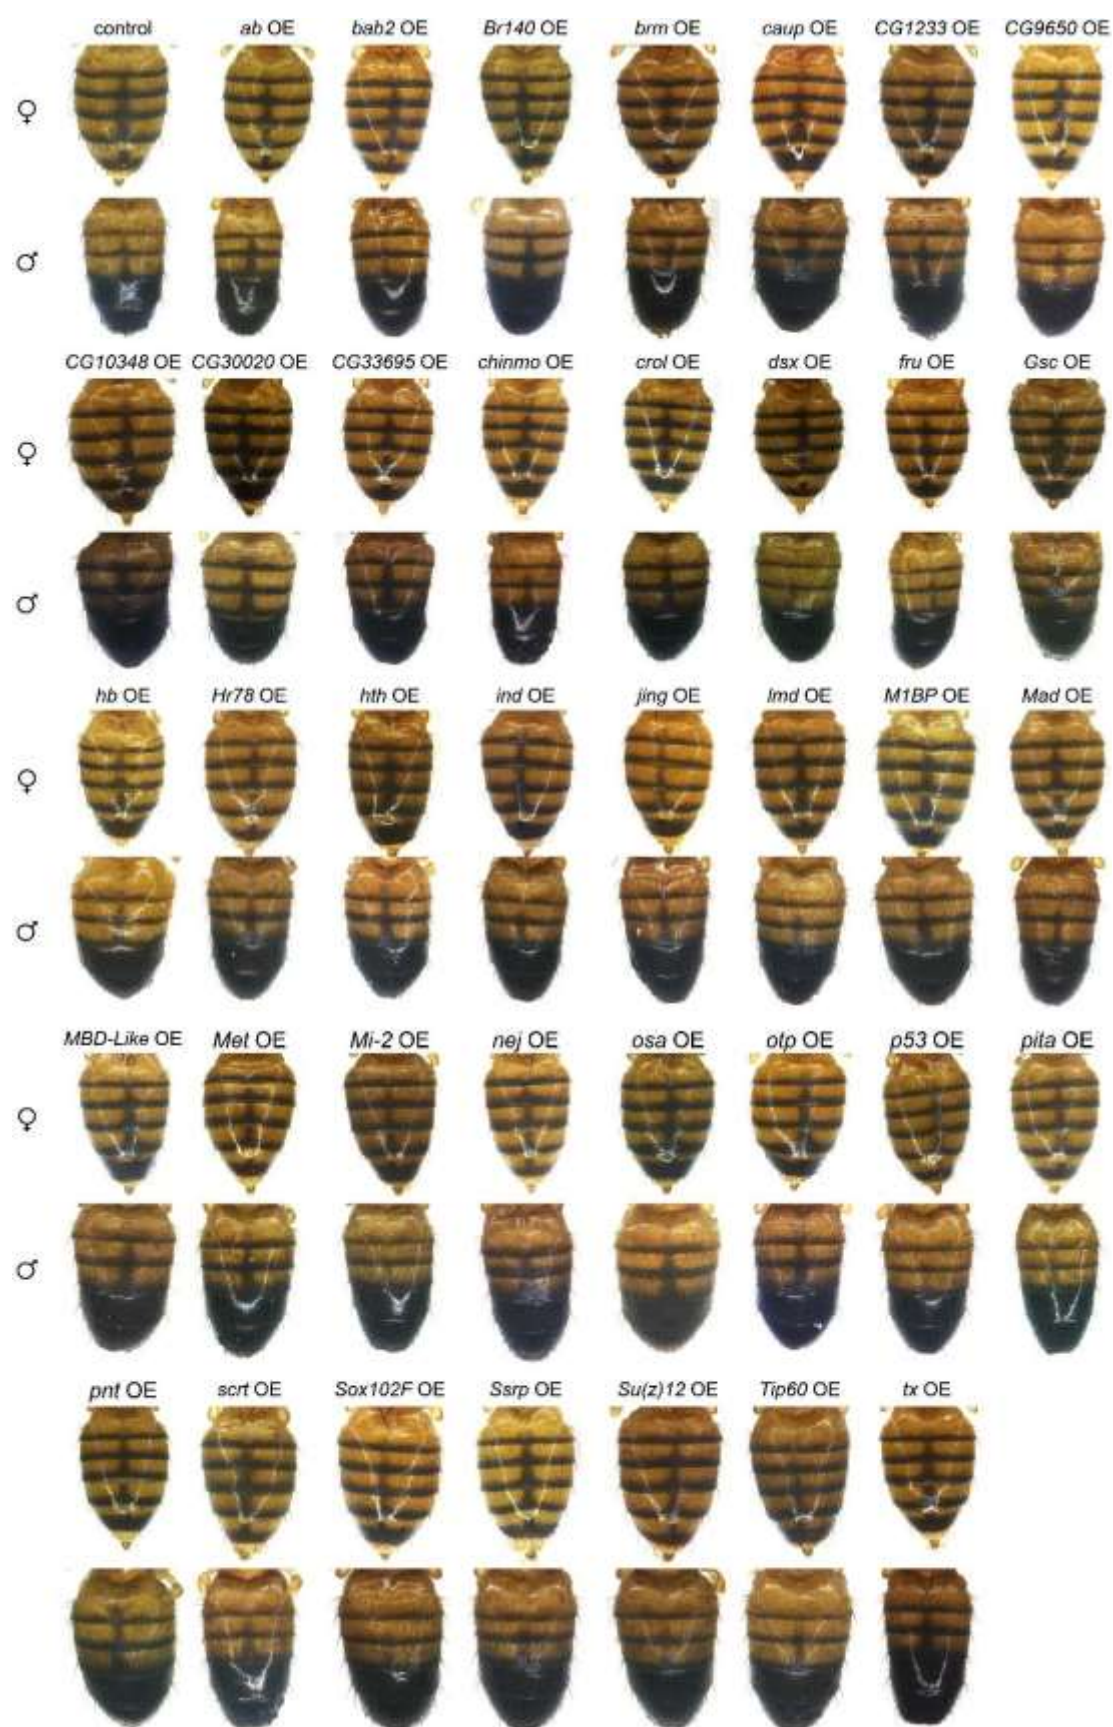 control ab OE bab2 OE Br140 OE brm OE caup OE CG1233 OE CG9650 OE
♀
♂
CG10348 OE CG30020 OE CG33695 OE chinmo OE crol OE dsx OE fru OE Gsc OE
♀
♂
hb OE Hr78 OE hth OE ind OE jing OE lmd OE M1BP OE Mad OE
♀
♂
MBD-Like OE Met OE Mi-2 OE nej OE osa OE otp OE p53 OE pita OE
♀
♂
pnt OE scrt OE Sox102F OE Ssrp OE Su(z)12 OE Tip60 OE tx OE